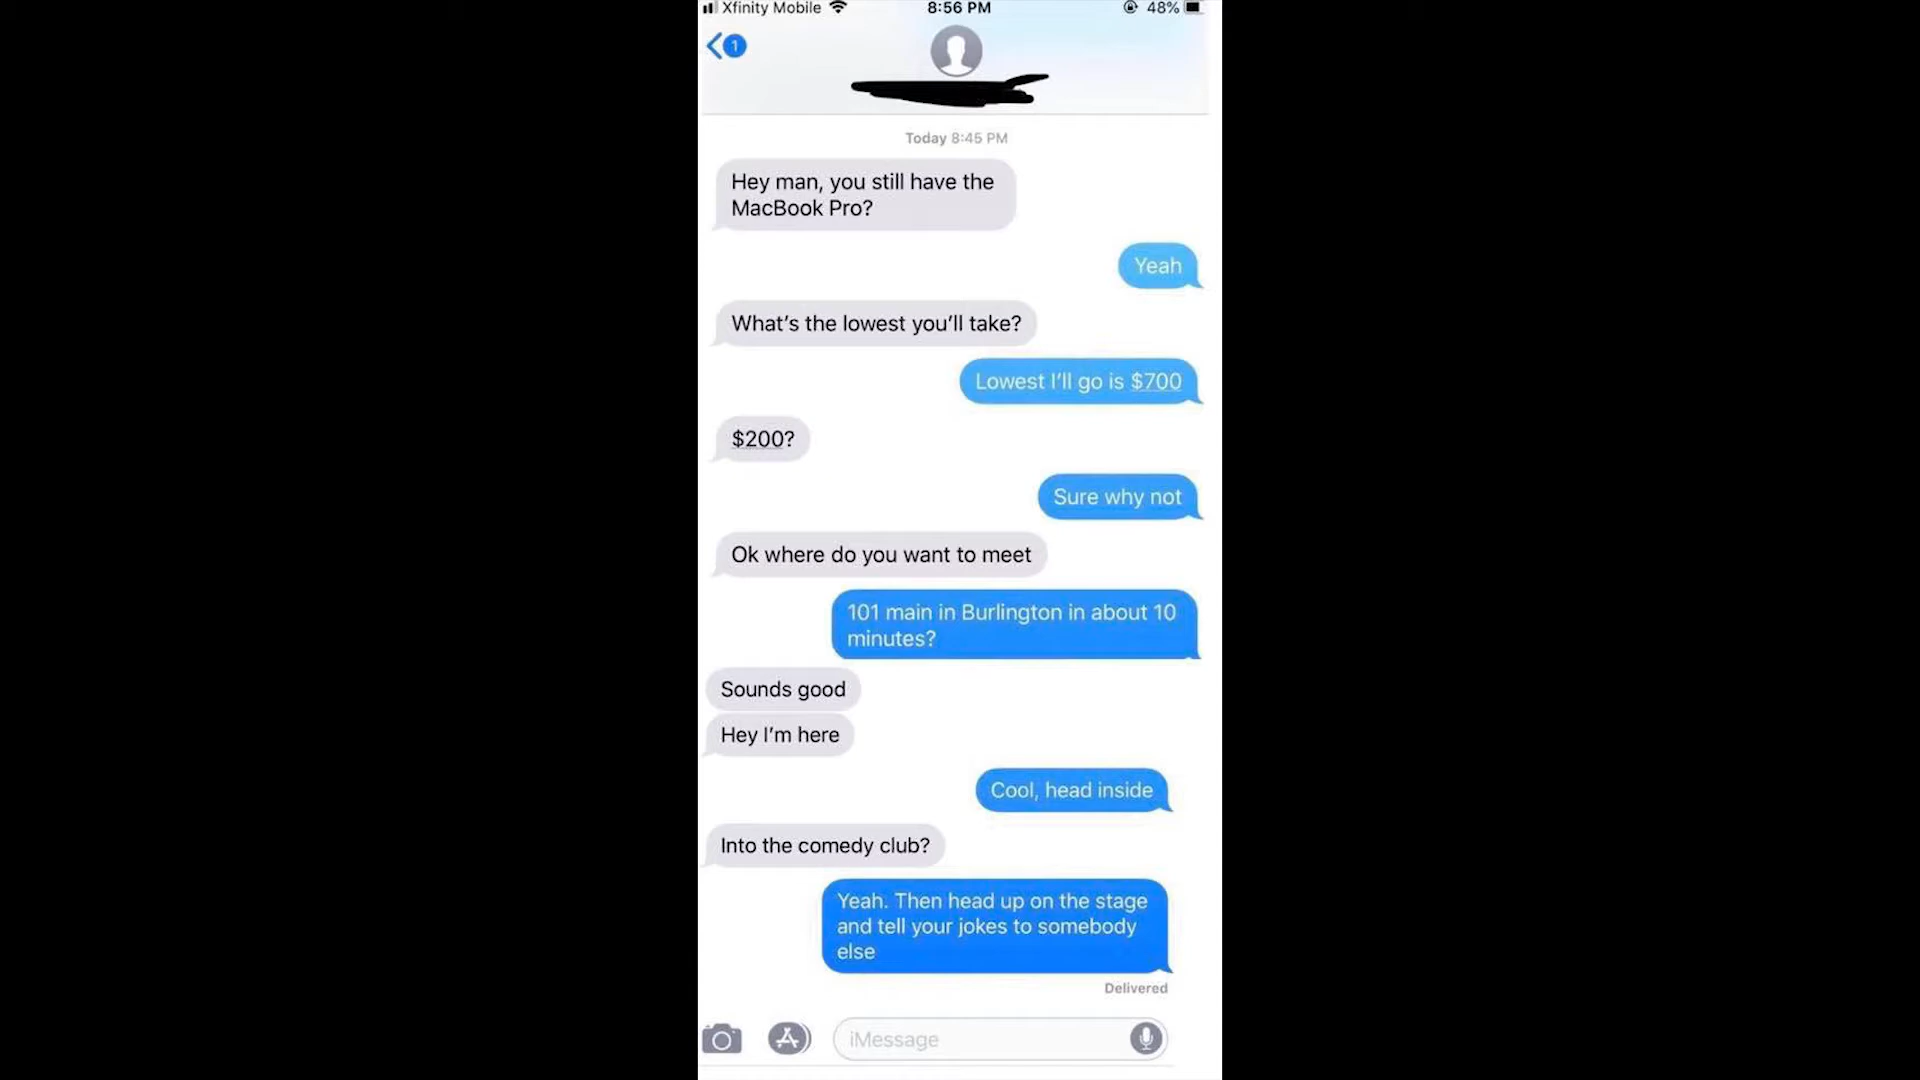 Xfinity Mobile 8:56 PM 48%
1
Today 8:45 PM
Hey man, you still have the
MacBook Pro?
Yeah
What's the lowest you'll take?
Lowest I'll go is $700
$200?
Sure why not
Ok where do you want to meet
101 main in Burlington in about 10
minutes?
Sounds good
Hey I'm here
Cool, head inside
Into the comedy club?
Yeah. Then head up on the stage
and tell your jokes to somebody
else
Delivered
iMessage